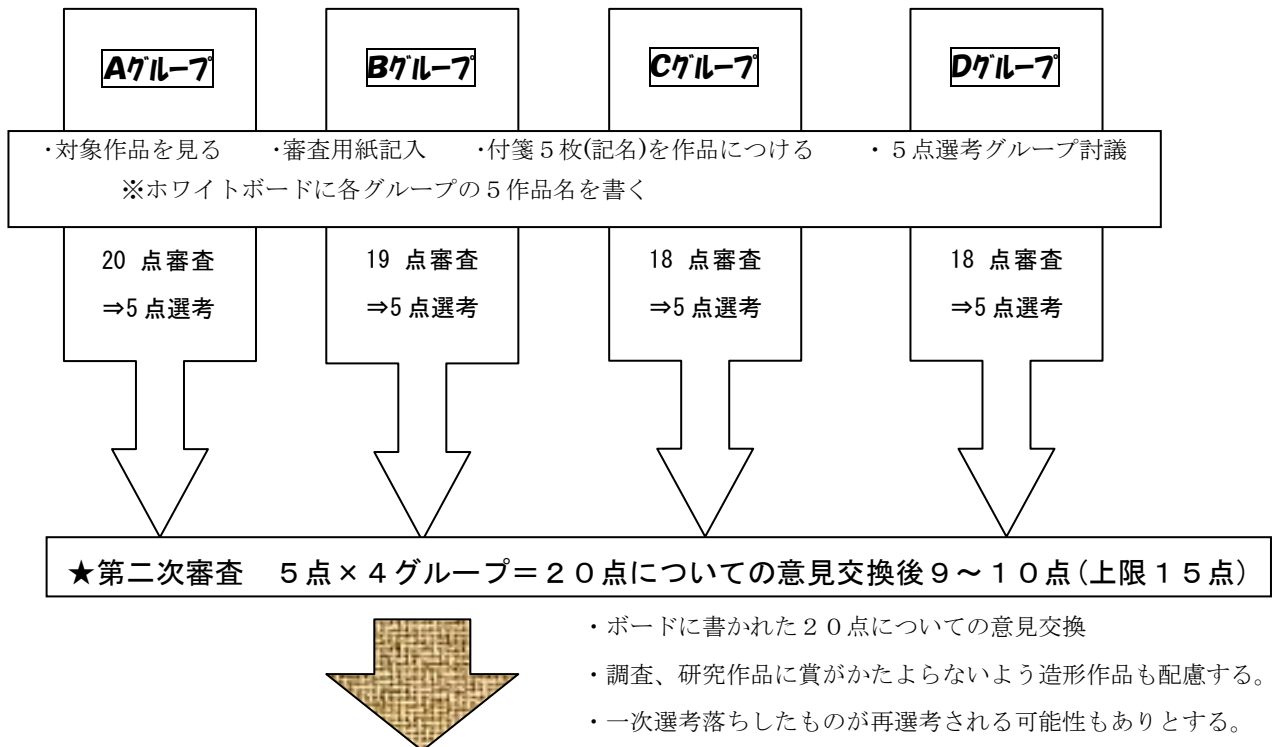 Aグループ
Bグループ
Cグループ
Dグループ
・対象作品を見る　・審査用紙記入　・付箋５枚(記名)を作品につける　・５点選考グループ討議
※ホワイトボードに各グループの５作品名を書く
20 点審査
⇒5 点選考
19 点審査
⇒5 点選考
18 点審査
⇒5 点選考
18 点審査
⇒5 点選考
★第二次審査　５点×４グループ＝２０点についての意見交換後９～１０点(上限１５点)
・ボードに書かれた２０点についての意見交換
・調査、研究作品に賞がかたよらないよう造形作品も配慮する。
・一次選考落ちしたものが再選考される可能性もありとする。